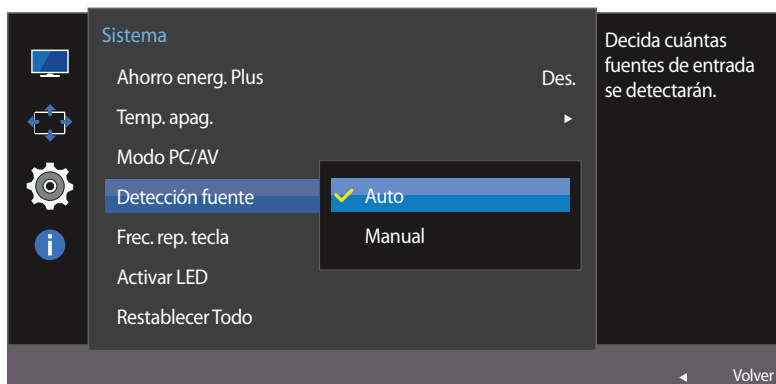 Sistema
Ahorro energ. Plus Des.
Temp. apag.
Modo PC/AV
Detección fuente
Auto
Manual
Frec. rep. tecla
Activar LED
Restablecer Todo
Decida cuántas
fuentes de entrada
se detectarán.
Volver